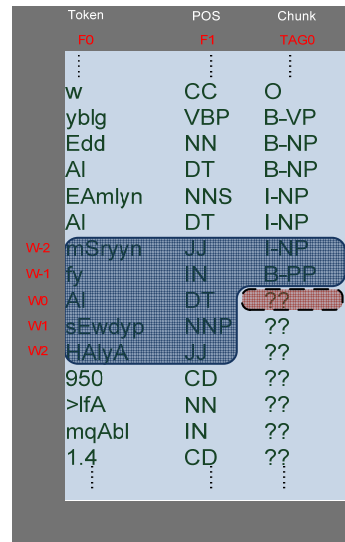 Token POS Chunk
F0 F1 TAG0
w CC O
yblg VBP B-VP
Edd NN B-NP
Al DT B-NP
EAmlyn NNS I-NP
Al DT I-NP
W-2 mSryyn JJ I-NP
W-1 fy IN B-PP
W0 Al DT ??
W1 sEwdyp NNP ??
W2 HAlyA JJ ??
950 CD ??
>lfA NN ??
mqAbl IN ??
1.4 CD ??